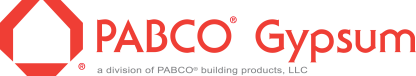 PABCO® Gypsum
®
a division of PABCO® building products, LLC